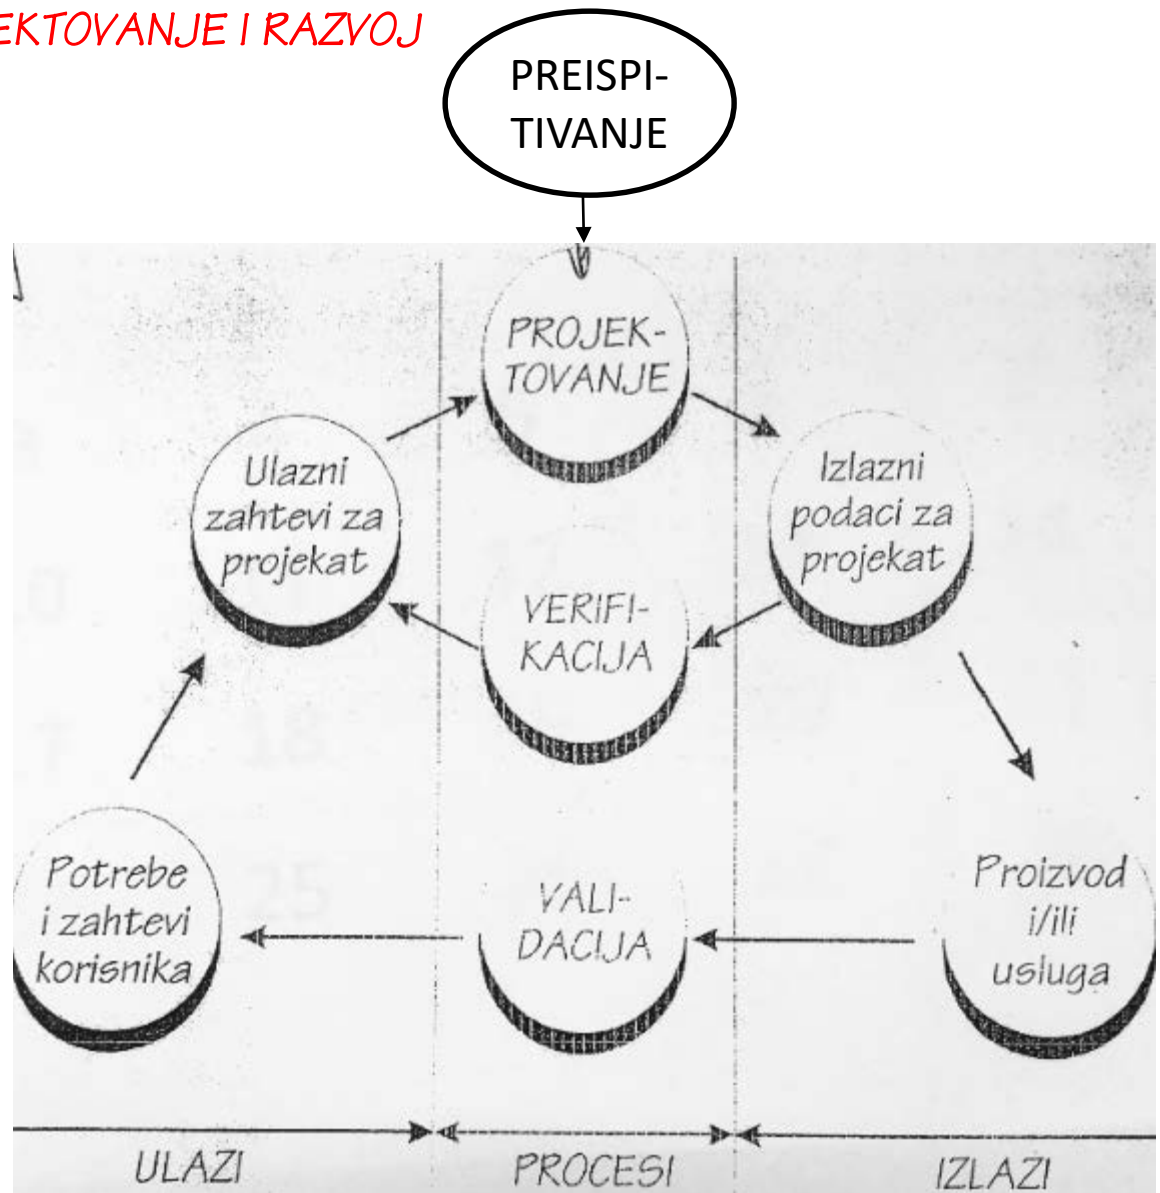 EKTOVANJE I RAZVOJ
PREISPI-
TIVANJE
PROJEK-
TOVANJE
Ulazni
zahtevi za
projekat
Izlazni
podaci za
projekat
VERIFI-
KACIJA
Potrebe
i zahtevi
korisnika
VALI-
DACIJA
Proizvod
i/ili
usluga
ULAZI
PROCESI
IZLAZI